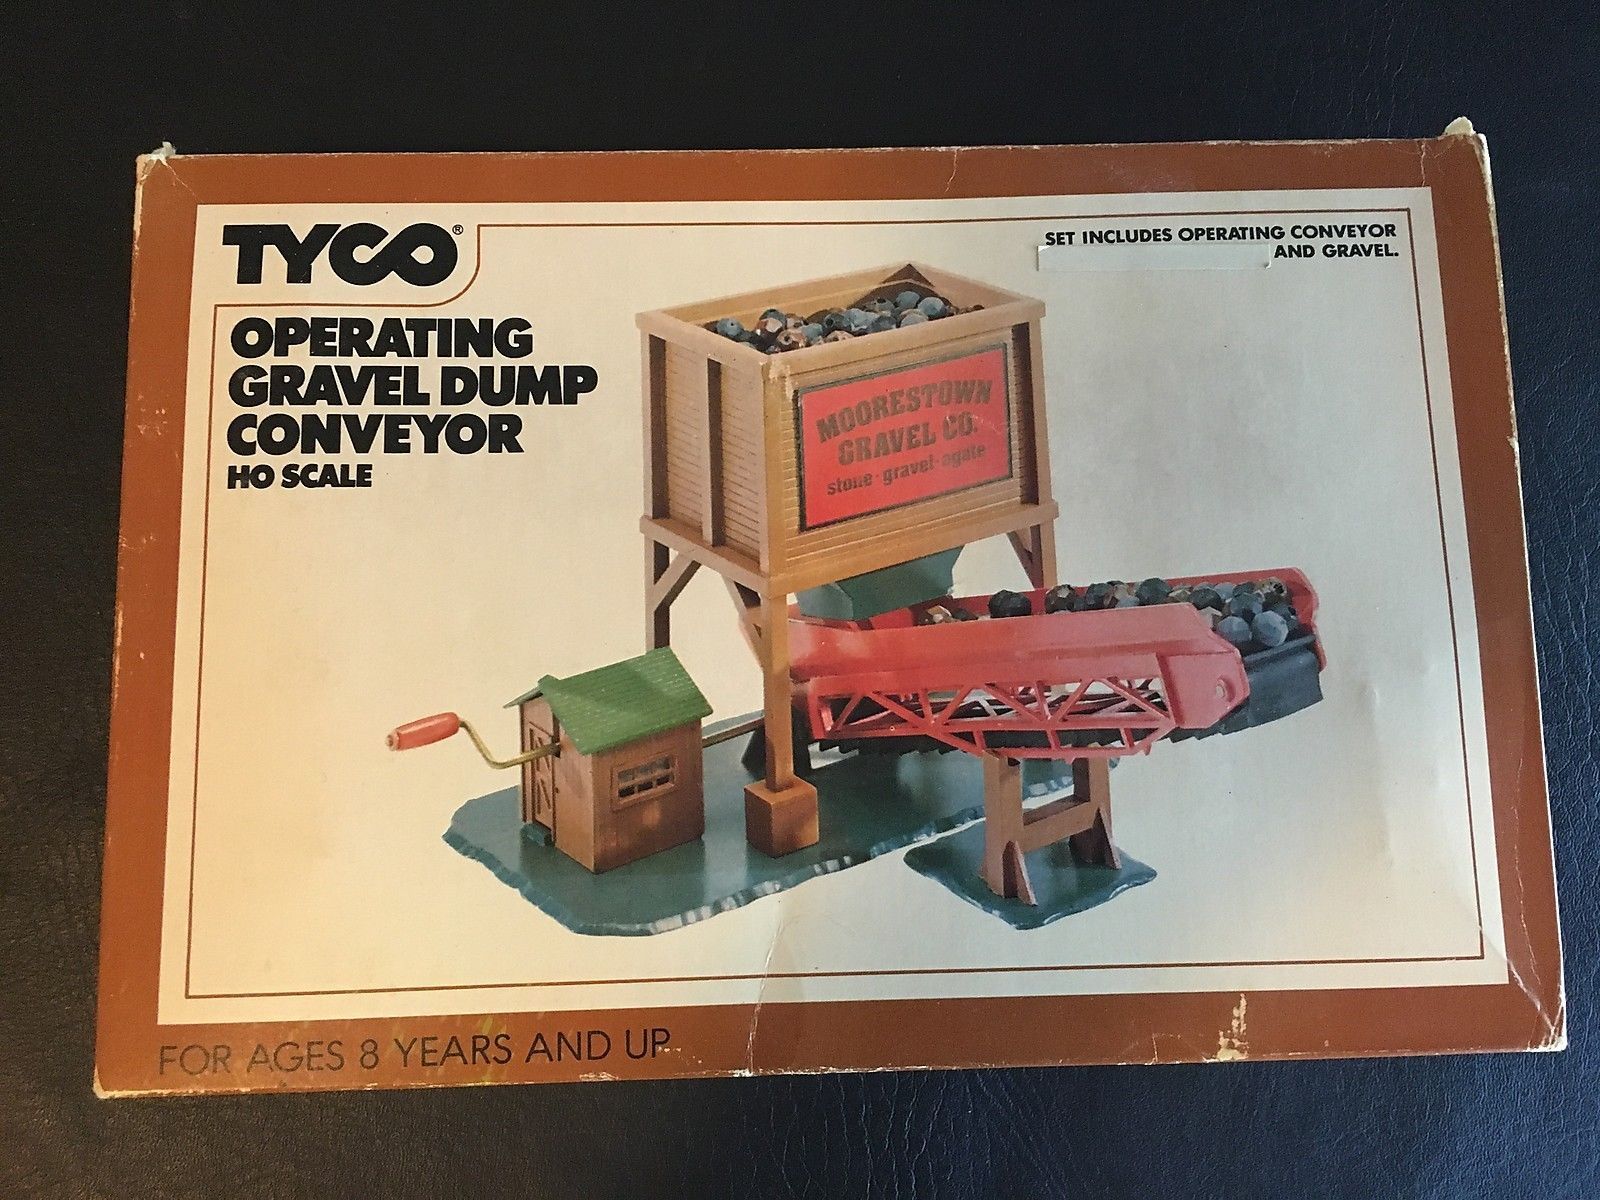 TYCO®
OPERATING
GRAVEL DUMP
CONVEYOR
HO SCALE
SET INCLUDES OPERATING CONVEYOR
AND GRAVEL.
MOORESTOWN
GRAVEL CO.
stone-gravel-agate
FOR AGES 8 YEARS AND UP